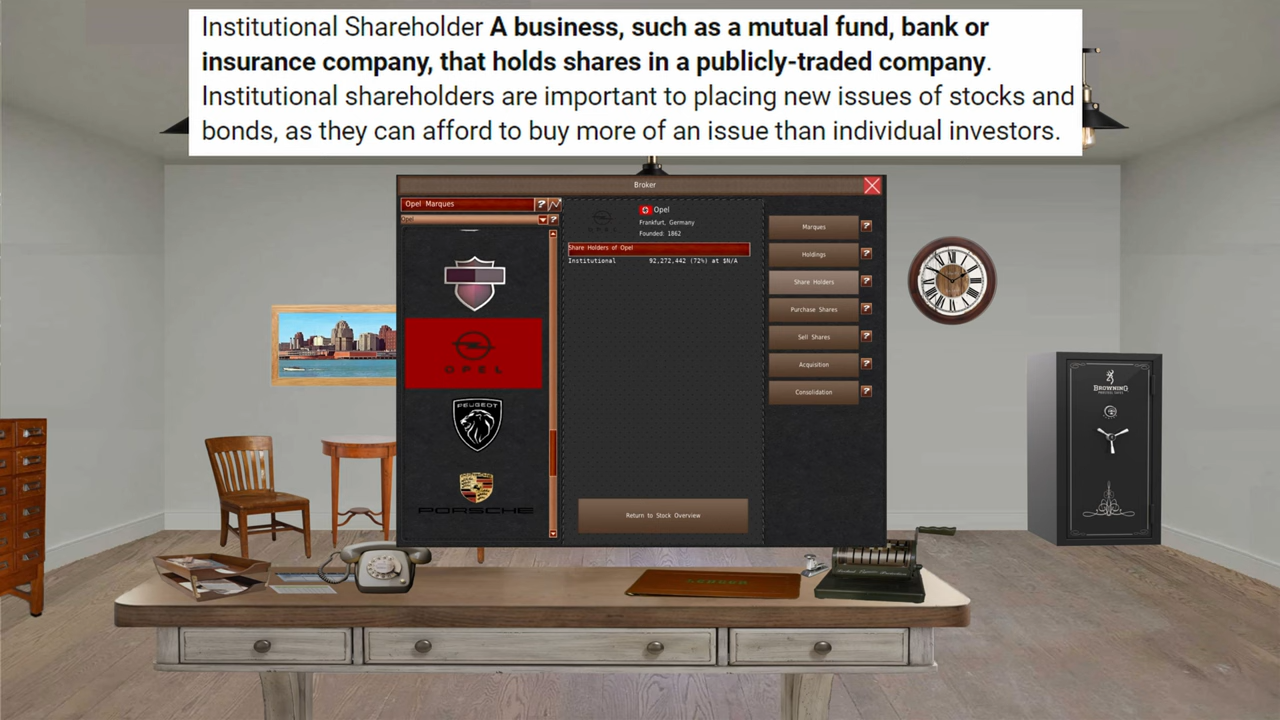 Institutional Shareholder A business, such as a mutual fund, bank or
insurance company, that holds shares in a publicly-traded company.
Institutional shareholders are important to placing new issues of stocks and
bonds, as they can afford to buy more of an issue than individual investors.
Broker
Opel Marques ?
Opel ?
OPEL
PEUGEOT
PORSCHE
Opel
Frankfurt, Germany
Founded: 1862
Share Holders of Opel
Institutional 92,272,442 (72%) at $N/A
Return to Stock Overview
Marques ?
Holdings ?
Share Holders ?
Purchase Shares ?
Sell Shares ?
Acquisition ?
Consolidation ?
BROWNING